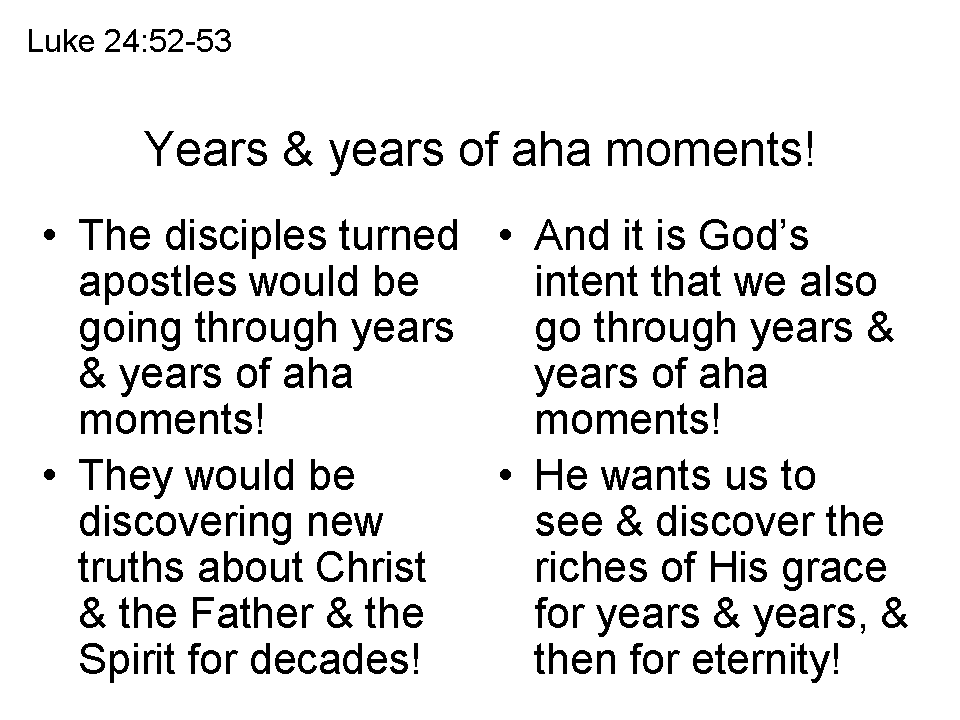 Luke 24:52-53
Years & years of aha moments!
• The disciples turned
apostles would be
going through years
& years of aha
moments!
• They would be
discovering new
truths about Christ
& the Father & the
Spirit for decades!
• And it is God’s
intent that we also
go through years &
years of aha
moments!
• He wants us to
see & discover the
riches of His grace
for years & years, &
then for eternity!